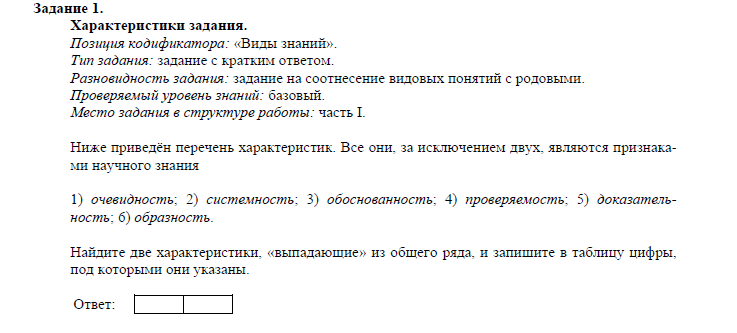 Задание 1.
Характеристики задания.
Позиция кодификатора: «Виды знаний».
Тип задания: задание с кратким ответом.
Разновидность задания: задание на соотнесение видовых понятий с родовыми.
Проверяемый уровень знаний: базовый.
Место задания в структуре работы: часть I.
Ниже приведён перечень характеристик. Все они, за исключением двух, являются признака-
ми научного знания
1) очевидность; 2) системность; 3) обоснованность; 4) проверяемость; 5) доказатель-
ность; 6) образность.
Найдите две характеристики, «выпадающие» из общего ряда, и запишите в таблицу цифры,
под которыми они указаны.
Ответ: